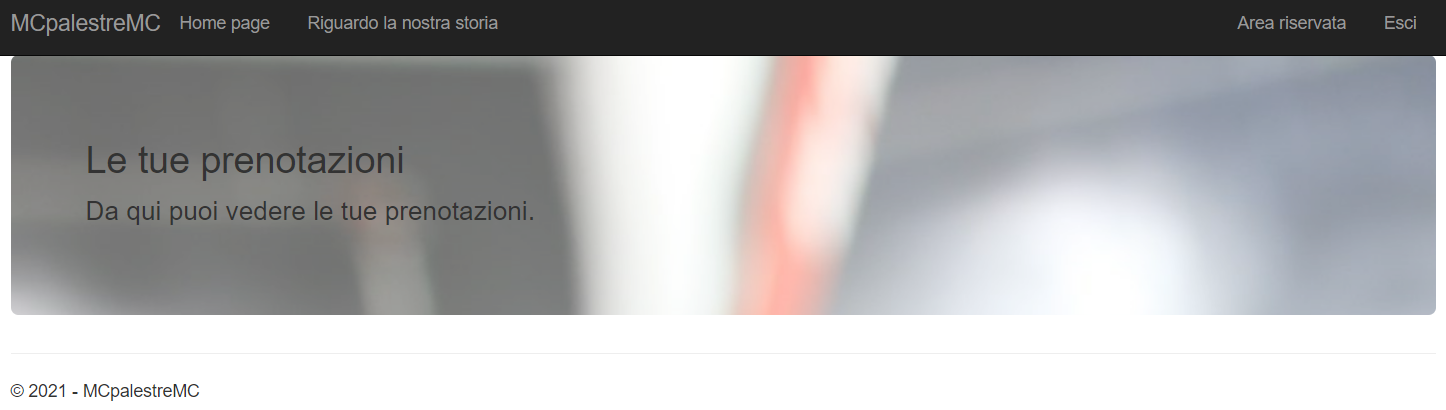 MCpalestreMC Home page Riguardo la nostra storia Area riservata Esci
Le tue prenotazioni
Da qui puoi vedere le tue prenotazioni.
© 2021 - MCpalestreMC